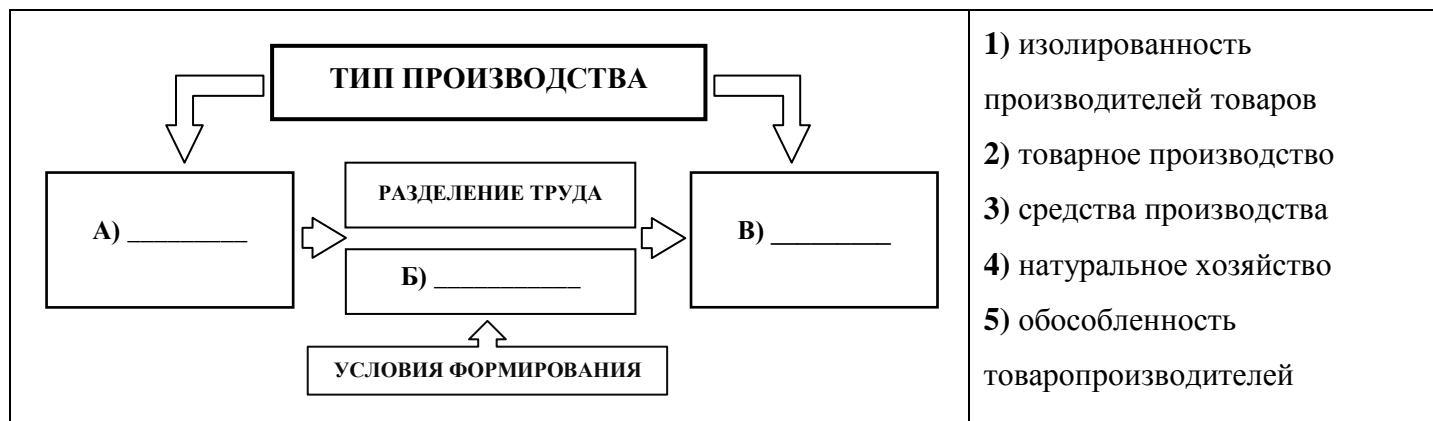 ТИП ПРОИЗВОДСТВА
А) _________
РАЗДЕЛЕНИЕ ТРУДА
Б) ___________
В) _________
УСЛОВИЯ ФОРМИРОВАНИЯ
1) изолированность
производителей товаров
2) товарное производство
3) средства производства
4) натуральное хозяйство
5) обособленность
товаропроизводителей